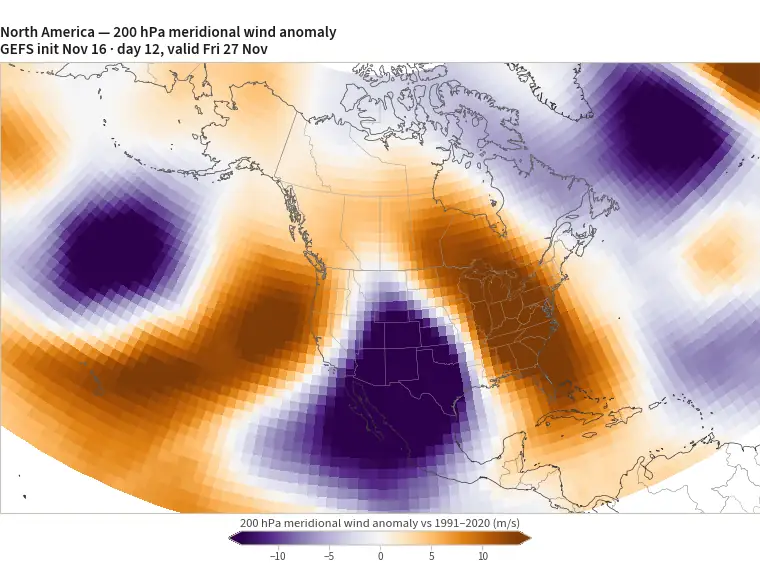 North America — 200 hPa meridional wind anomaly
GEFS init Nov 16 · day 12, valid Fri 27 Nov
200 hPa meridional wind anomaly vs 1991–2020 (m/s)
−10 −5 0 5 10